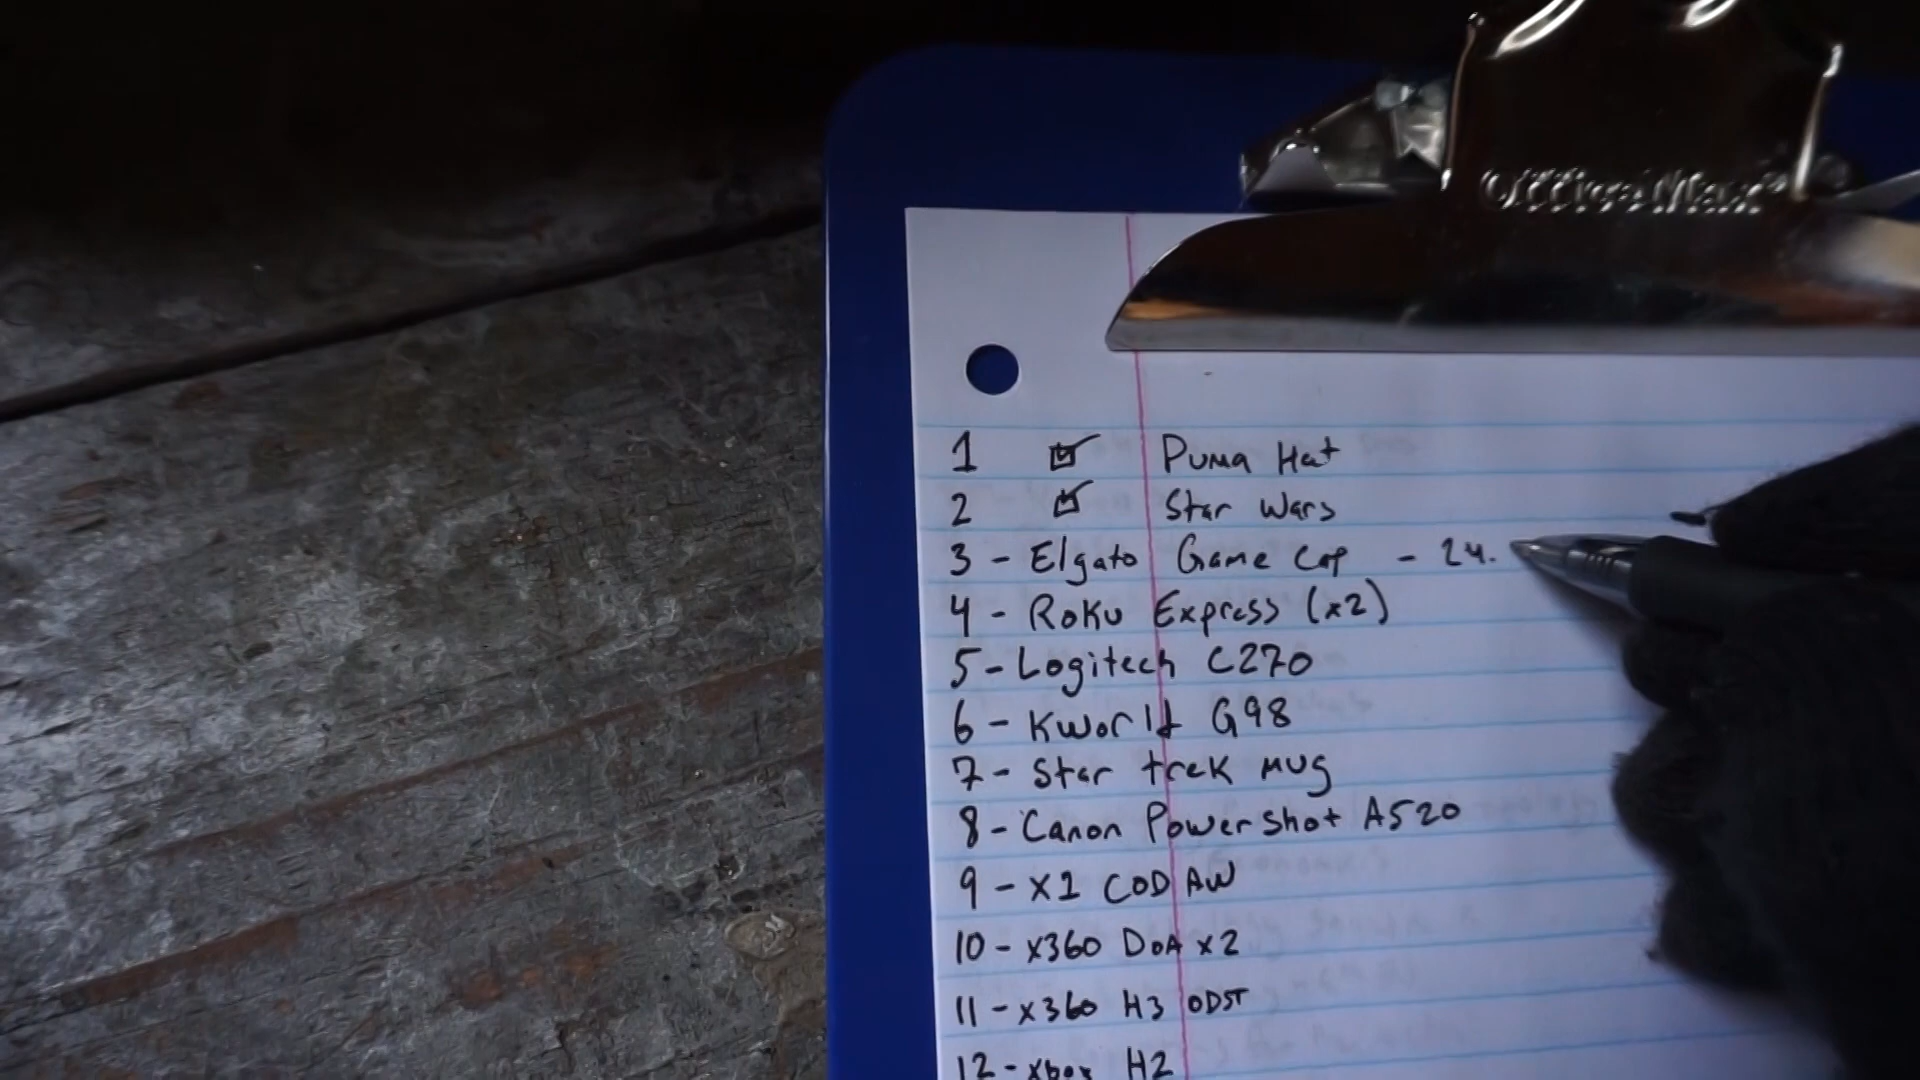 OfficeMax
1 ☑ Puma Hat
2 ☑ Star Wars
3 - Elgato Game Cap - 24.
4 - Roku Express (x2)
5 - Logitech C270
6 - Kworld G98
7 - Star trek mug
8 - Canon Powershot A520
9 - X1 COD AW
10 - x360 DoA x2
11 - x360 H3 ODST
12 - xbox H2